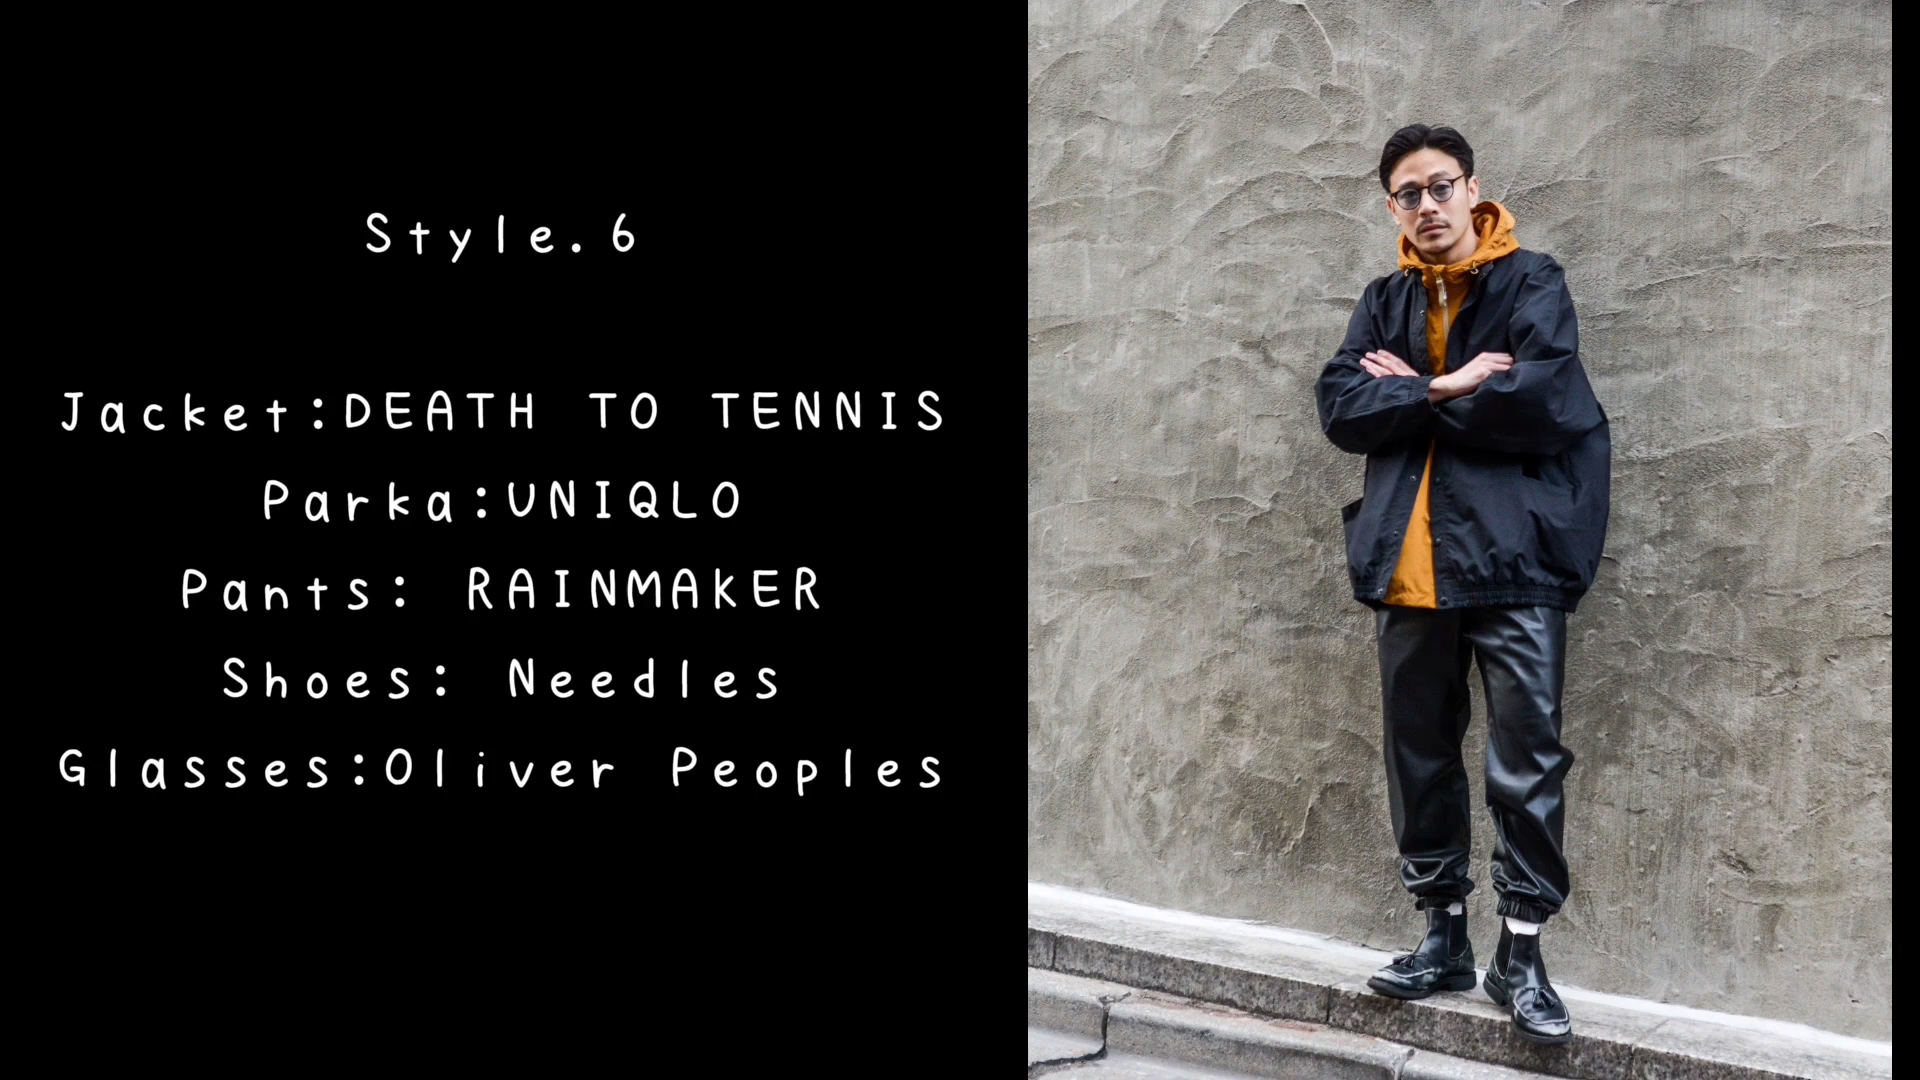 Style.6
Jacket:DEATH TO TENNIS
Parka:UNIQLO
Pants: RAINMAKER
Shoes: Needles
Glasses:Oliver Peoples